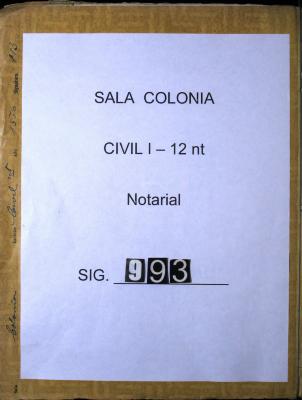 SALA COLONIA
CIVIL I – 12 nt
Notarial
SIG. 993